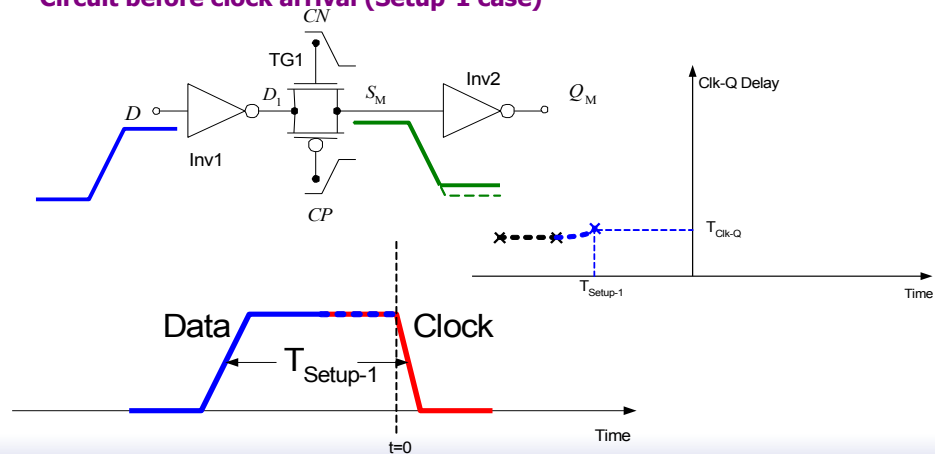 Circuit before clock arrival (Setup-1 case)
CN
TG1
Inv2
Clk-Q Delay
D
D1
SM
QM
Inv1
CP
TClk-Q
TSetup-1
Time
Data
Clock
TSetup-1
Time
t=0